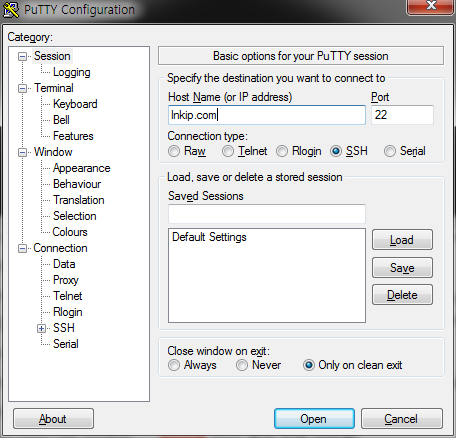 PuTTY Configuration
Category:
Session
Logging
Terminal
Keyboard
Bell
Features
Window
Appearance
Behaviour
Translation
Selection
Colours
Connection
Data
Proxy
Telnet
Rlogin
SSH
Serial
Basic options for your PuTTY session
Specify the destination you want to connect to
Host Name (or IP address) Port
lnkip.com 22
Connection type:
Raw Telnet Rlogin SSH Serial
Load, save or delete a stored session
Saved Sessions
Default Settings
Load
Save
Delete
Close window on exit:
Always Never Only on clean exit
About Open Cancel